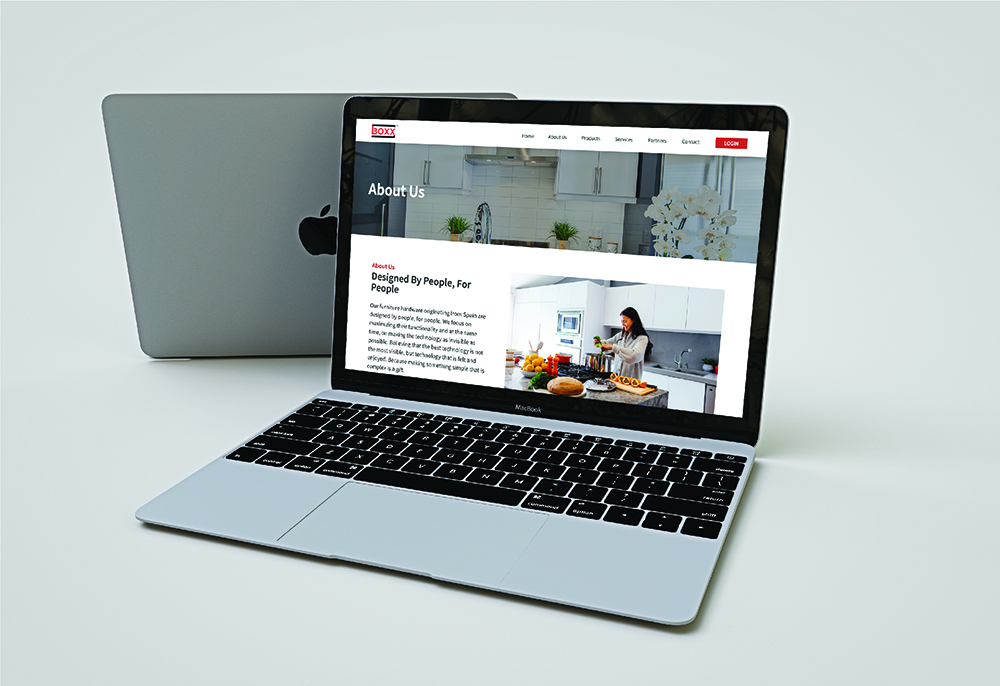 BOXX
Home About Us Products Services Partners Contact LOGIN
About Us
About Us
Designed By People, For
People
Our furniture hardware originating from Spain are
designed by people, for people. We focus on
maximizing their functionality and at the same
time, on making the technology as invisible as
possible. Believing that the best technology is not
the most visible, but technology that is felt and
enjoyed. Because making something simple that is
complex is a gift.
MacBook
delete
return
shift
command option
command